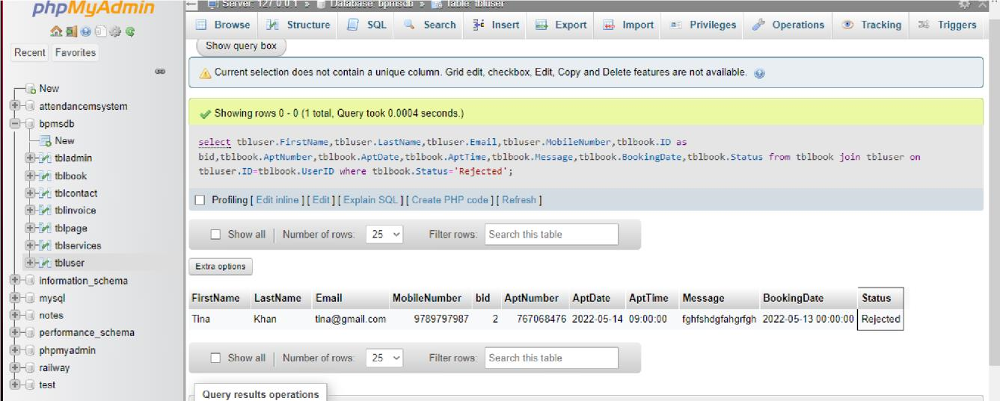 phpMyAdmin
Recent Favorites
New
attendancemsystem
bpmsdb
New
tbladmin
tblbook
tblcontact
tblinvoice
tblpage
tblservices
tbluser
information_schema
mysql
notes
performance_schema
phpmyadmin
railway
test
Server: 127.0.0.1 » Database: bpmsdb » Table: tbluser
Browse Structure SQL Search Insert Export Import Privileges Operations Tracking Triggers
Show query box
Current selection does not contain a unique column. Grid edit, checkbox, Edit, Copy and Delete features are not available.
Showing rows 0 - 0 (1 total, Query took 0.0004 seconds.)
select tbluser.FirstName,tbluser.LastName,tbluser.Email,tbluser.MobileNumber,tblbook.ID as
bid,tblbook.AptNumber,tblbook.AptDate,tblbook.AptTime,tblbook.Message,tblbook.BookingDate,tblbook.Status from tblbook join tbluser on
tbluser.ID=tblbook.UserID where tblbook.Status='Rejected';
Profiling [ Edit inline ] [ Edit ] [ Explain SQL ] [ Create PHP code ] [ Refresh ]
Show all Number of rows: 25 Filter rows: Search this table
Extra options
FirstName LastName Email MobileNumber bid AptNumber AptDate AptTime Message BookingDate Status
Tina Khan tina@gmail.com 9789797987 2 767068476 2022-05-14 09:00:00 fghfshdgfahgrfgh 2022-05-13 00:00:00 Rejected
Show all Number of rows: 25 Filter rows: Search this table
Query results operations